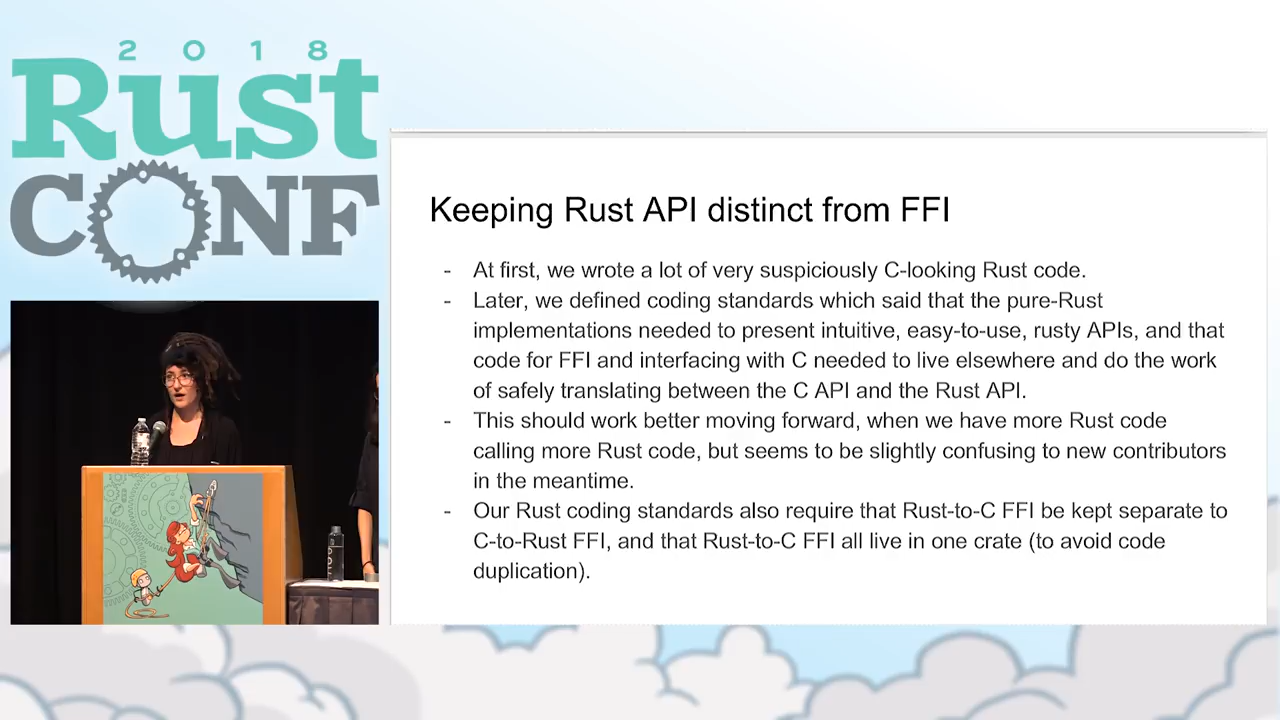 2018
Rust
CONF
Keeping Rust API distinct from FFI
- At first, we wrote a lot of very suspiciously C-looking Rust code.
- Later, we defined coding standards which said that the pure-Rust
implementations needed to present intuitive, easy-to-use, rusty APIs, and that
code for FFI and interfacing with C needed to live elsewhere and do the work
of safely translating between the C API and the Rust API.
- This should work better moving forward, when we have more Rust code
calling more Rust code, but seems to be slightly confusing to new contributors
in the meantime.
- Our Rust coding standards also require that Rust-to-C FFI be kept separate to
C-to-Rust FFI, and that Rust-to-C FFI all live in one crate (to avoid code
duplication).